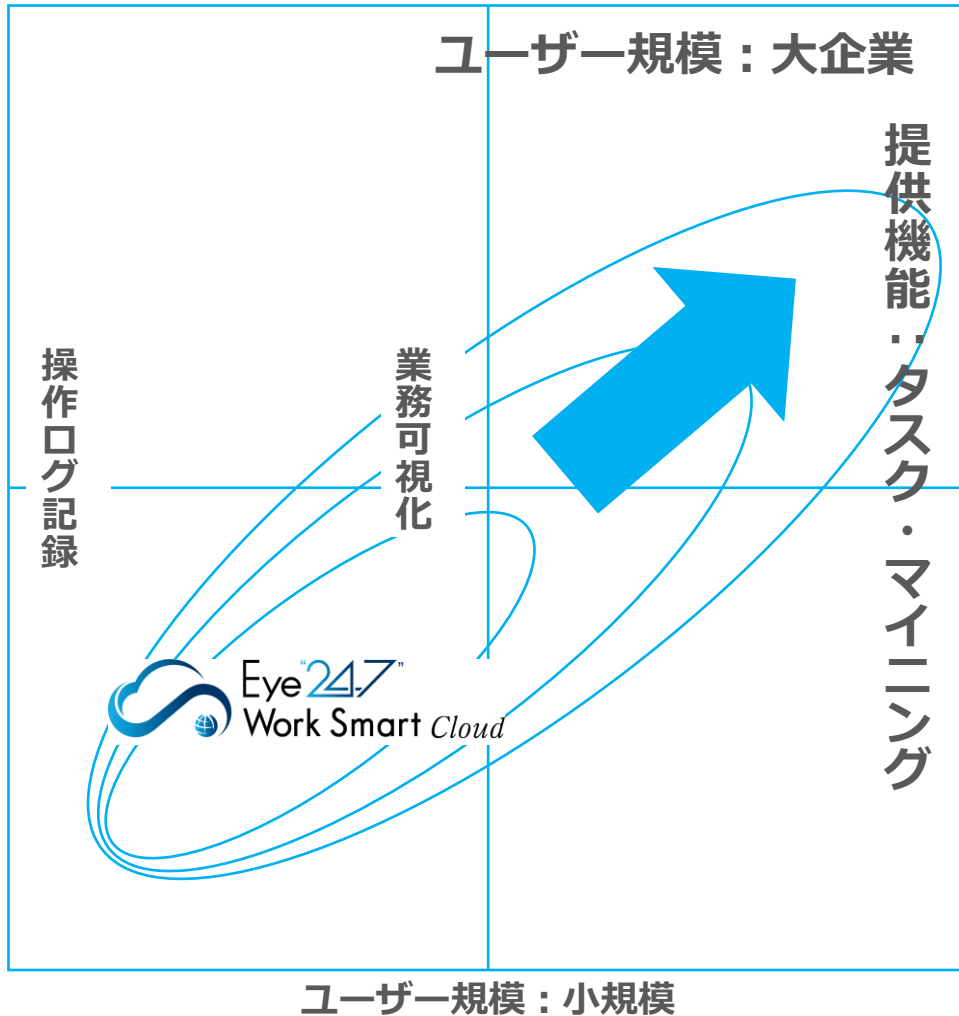 ユーザー規模：大企業
提供機能：タスク・マイニング
操作ログ記録
業務可視化
Eye"24-7"
Work Smart Cloud
ユーザー規模：小規模